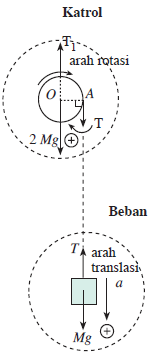 Katrol
T₁
arah rotasi
O A
T
2 Mg +
Beban
T arah
translasi
a
Mg +